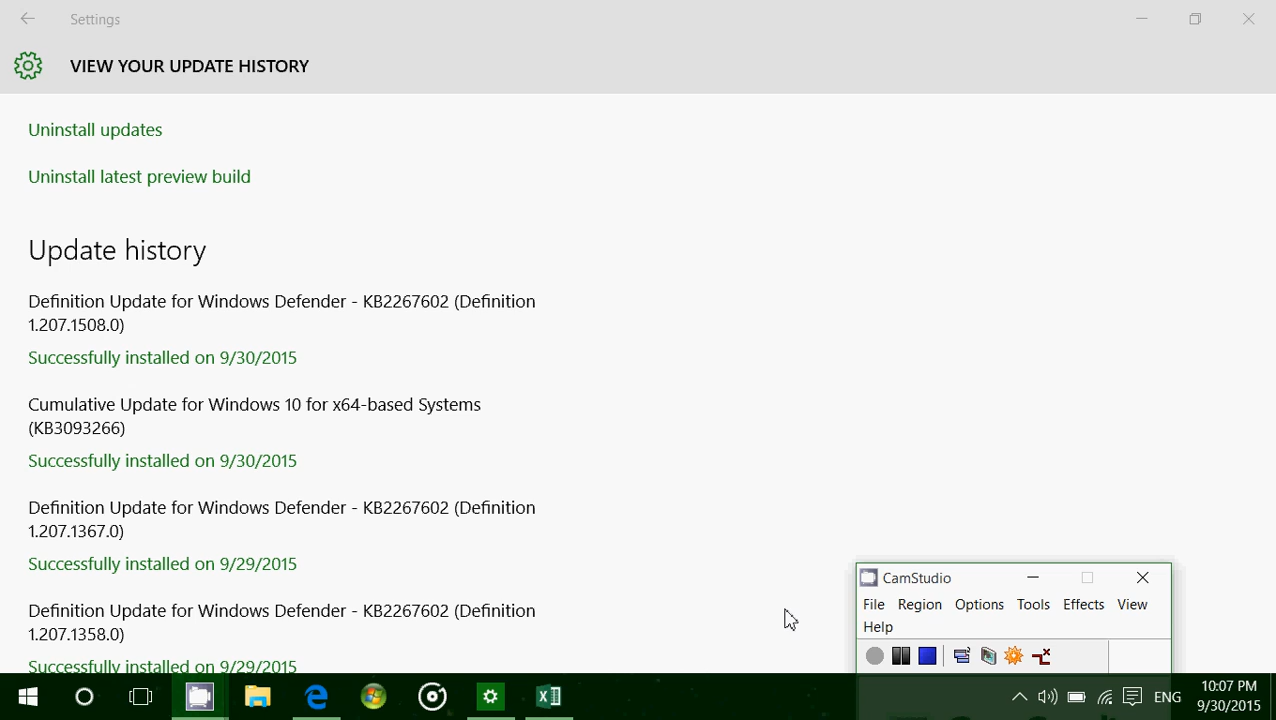 Settings
VIEW YOUR UPDATE HISTORY
Uninstall updates
Uninstall latest preview build
Update history
Definition Update for Windows Defender - KB2267602 (Definition
1.207.1508.0)
Successfully installed on 9/30/2015
Cumulative Update for Windows 10 for x64-based Systems
(KB3093266)
Successfully installed on 9/30/2015
Definition Update for Windows Defender - KB2267602 (Definition
1.207.1367.0)
Successfully installed on 9/29/2015
Definition Update for Windows Defender - KB2267602 (Definition
1.207.1358.0)
Successfully installed on 9/29/2015
CamStudio
File Region Options Tools Effects View
Help
ENG
10:07 PM
9/30/2015